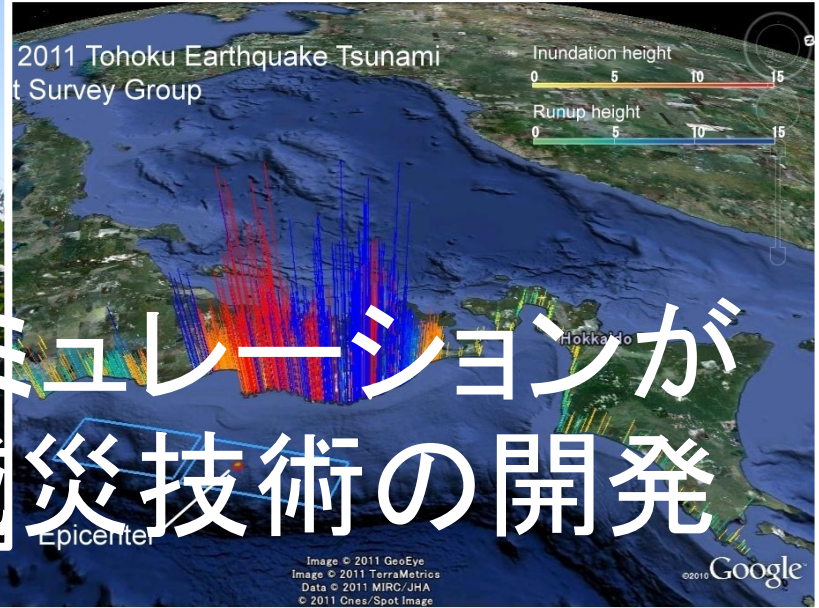 2011 Tohoku Earthquake Tsunami
t Survey Group
Inundation height
0 5 10 15
Runup height
0 5 10 15
Hokkaido
ミュレーションが
災技術の開発
Epicenter
Image © 2011 GeoEye
Image © 2011 TerraMetrics
Data © 2011 MIRC/JHA
© 2011 Cnes/Spot Image
©2010 Google